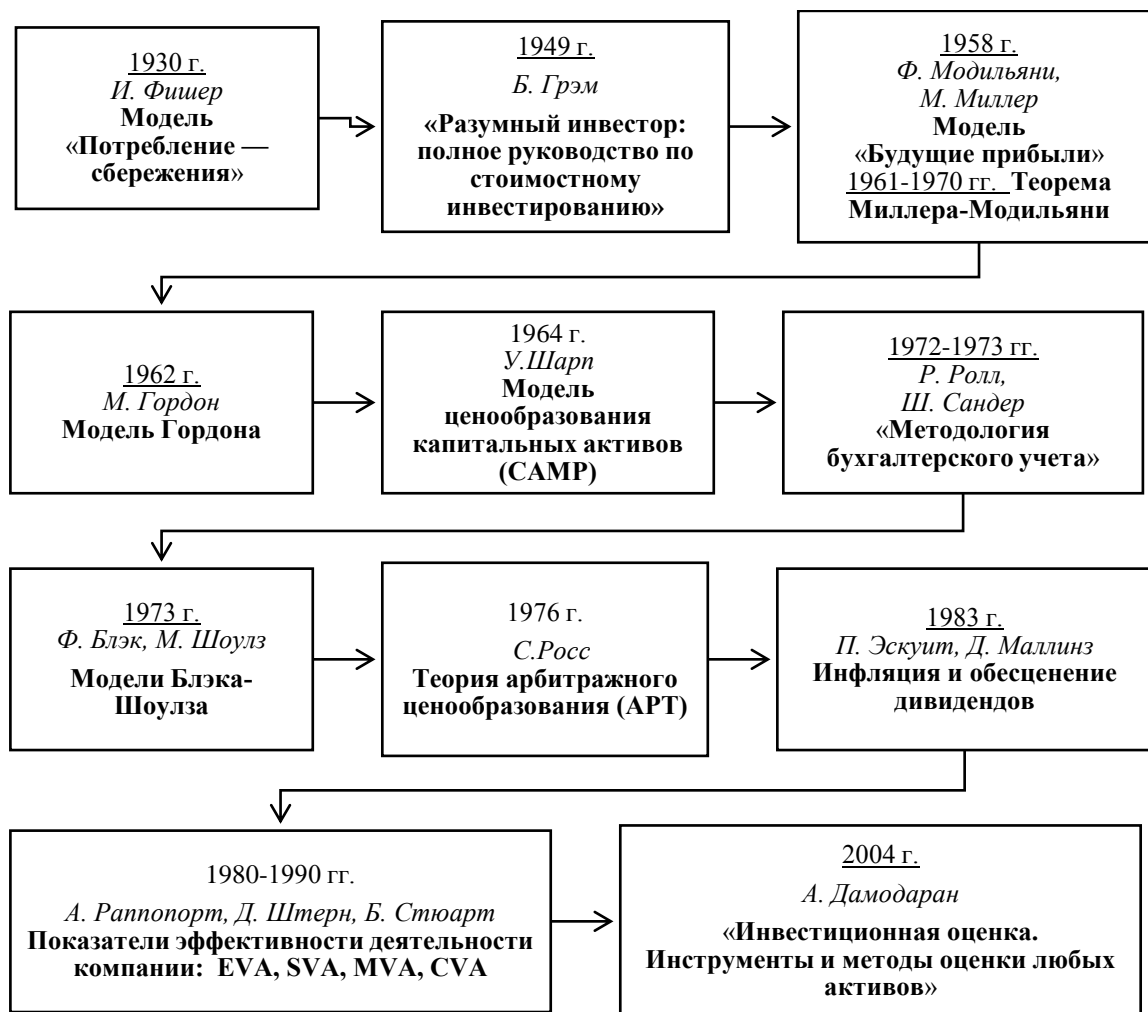 1930 г.
И. Фишер
Модель
«Потребление —
сбережения»
1949 г.
Б. Грэм
«Разумный инвестор:
полное руководство по
стоимостному
инвестированию»
1958 г.
Ф. Модильяни,
М. Миллер
Модель
«Будущие прибыли»
1961-1970 гг. Теорема
Миллера-Модильяни
1962 г.
М. Гордон
Модель Гордона
1964 г.
У.Шарп
Модель
ценообразования
капитальных активов
(CAMP)
1972-1973 гг.
Р. Ролл,
Ш. Сандер
«Методология
бухгалтерского учета»
1973 г.
Ф. Блэк, М. Шоулз
Модели Блэка-
Шоулза
1976 г.
С.Росс
Теория арбитражного
ценообразования (APT)
1983 г.
П. Эскуит, Д. Маллинз
Инфляция и обесценение
дивидендов
1980-1990 гг.
А. Раппопорт, Д. Штерн, Б. Стюарт
Показатели эффективности деятельности
компании: EVA, SVA, MVA, CVA
2004 г.
А. Дамодаран
«Инвестиционная оценка.
Инструменты и методы оценки любых
активов»